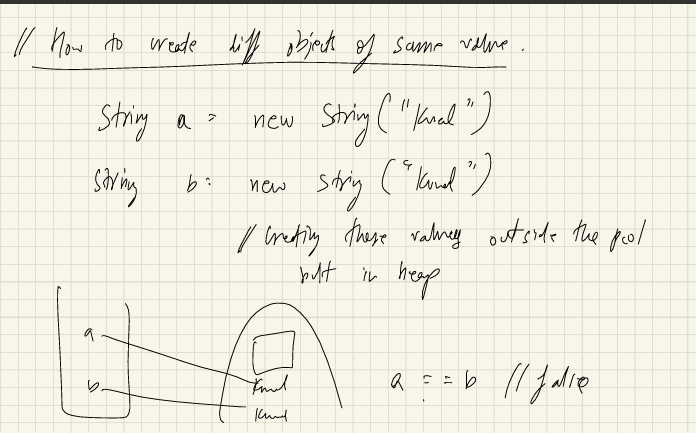 // How to create diff objects of same value.
String a = new String("Kunal")
String b = new String("Kunal")
// Creating these values outside the pool
but in heap
a
b
Kunal
Kunal
a == b // false